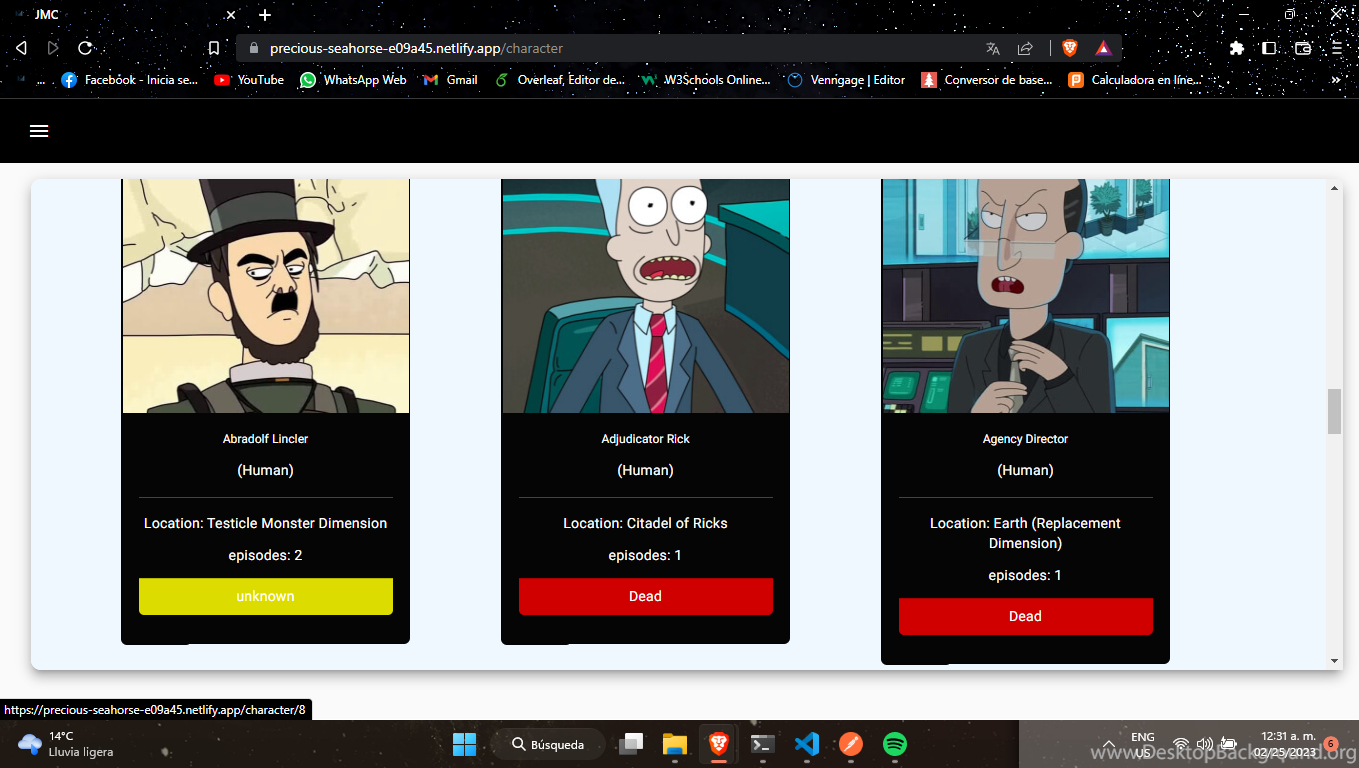 JMC
precious-seahorse-e09a45.netlify.app/character
... Facebook - Inicia se... YouTube WhatsApp Web Gmail Overleaf, Editor de... W3Schools Online... Venngage | Editor Conversor de base... Calculadora en líne... »
Abradolf Lincler
(Human)
Location: Testicle Monster Dimension
episodes: 2
unknown
Adjudicator Rick
(Human)
Location: Citadel of Ricks
episodes: 1
Dead
Agency Director
(Human)
Location: Earth (Replacement
Dimension)
episodes: 1
Dead
https://precious-seahorse-e09a45.netlify.app/character/8
14°C
Lluvia ligera
Búsqueda
ENG
US
12:31 a. m.
02/25/2023
6
www.DesktopBackground.org